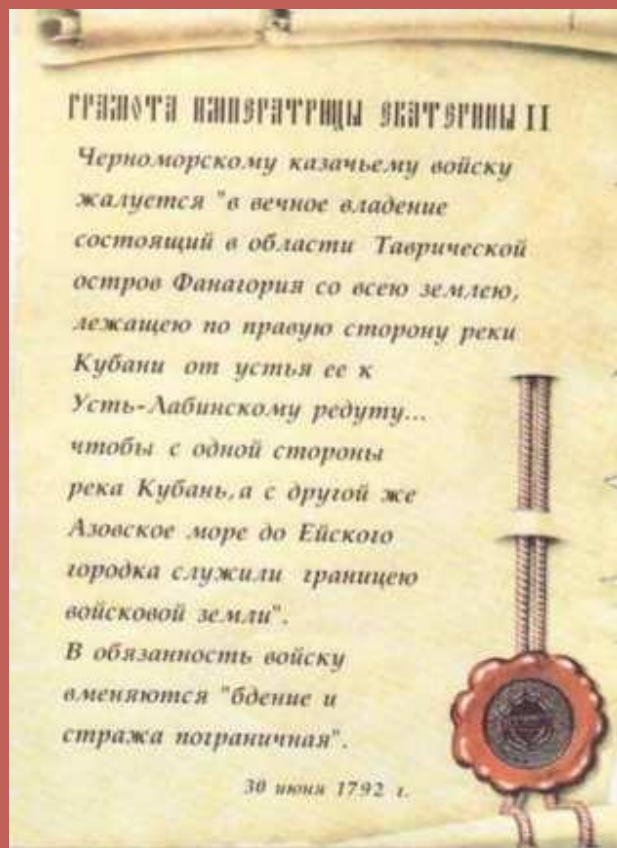 ГРАМОТА ИМПЕРАТРИЦЫ ЕКАТЕРИНЫ II
Черноморскому казачьему войску
жалуется "в вечное владение
состоящий в области Таврической
остров Фанагория со всею землею,
лежащею по правую сторону реки
Кубани от устья ее к
Усть-Лабинскому редуту...
чтобы с одной стороны
река Кубань, а с другой же
Азовское море до Ейского
городка служили границею
войсковой земли".
В обязанность войску
вменяются "бдение и
стража пограничная".
30 июня 1792 г.